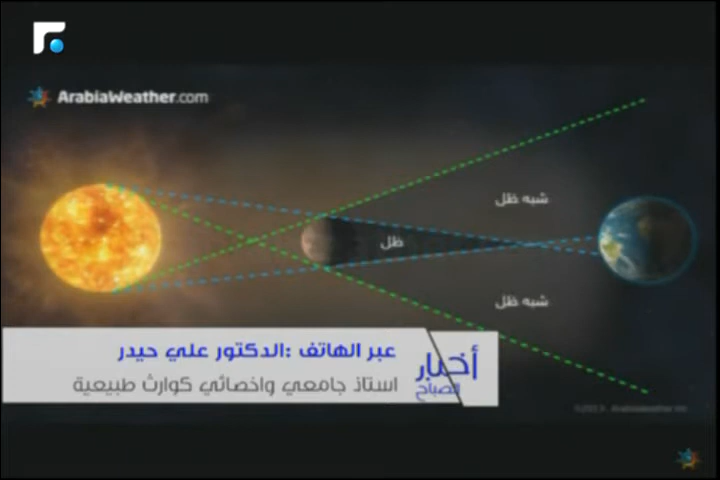 ArabiaWeather.com
شبه ظل
ظل
شبه ظل
عبر الهاتف :الدكتور علي حيدر
استاذ جامعي واخصائي كوارث طبيعية
أخبار
الصباح